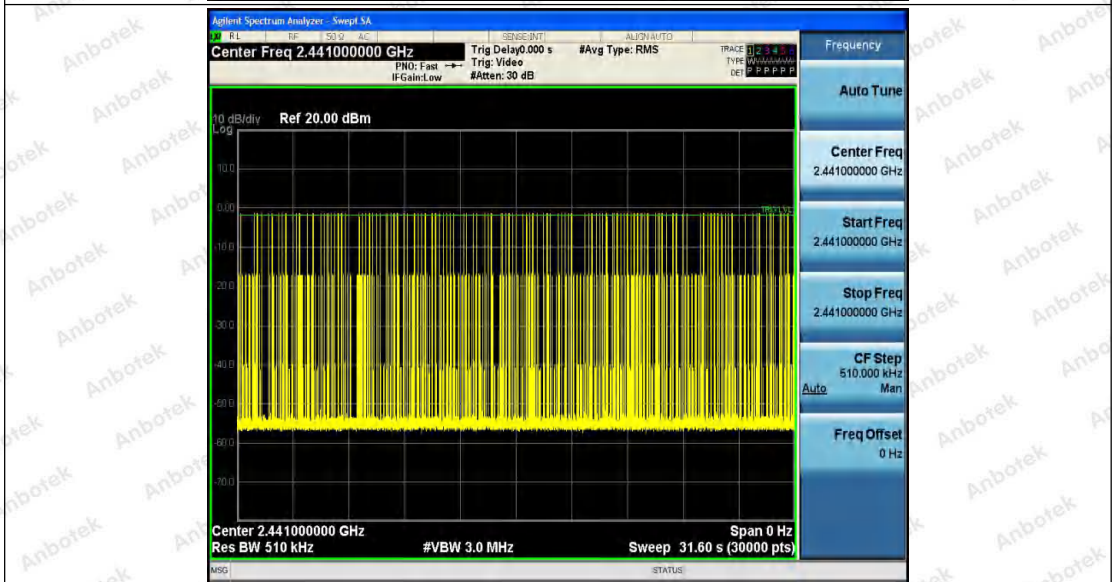 Agilent Spectrum Analyzer - Swept SA
RL RF 50 Ω AC SENSE:INT ALIGN AUTO
Center Freq 2.441000000 GHz
PNO: Fast
IFGain:Low
Trig Delay0.000 s
Trig: Video
#Atten: 30 dB
#Avg Type: RMS
TRACE 1 2 3 4 5 6
TYPE
DET P P P P P P
10 dB/div Ref 20.00 dBm
Log
10.0
0.00
TRIG LVL
-10.0
-20.0
-30.0
-40.0
-50.0
-60.0
-70.0
Center 2.441000000 GHz
Span 0 Hz
Res BW 510 kHz
#VBW 3.0 MHz
Sweep 31.60 s (30000 pts)
MSG
STATUS
Frequency
Auto Tune
Center Freq
2.441000000 GHz
Start Freq
2.441000000 GHz
Stop Freq
2.441000000 GHz
CF Step
510.000 kHz
Auto Man
Freq Offset
0 Hz
Anbotek